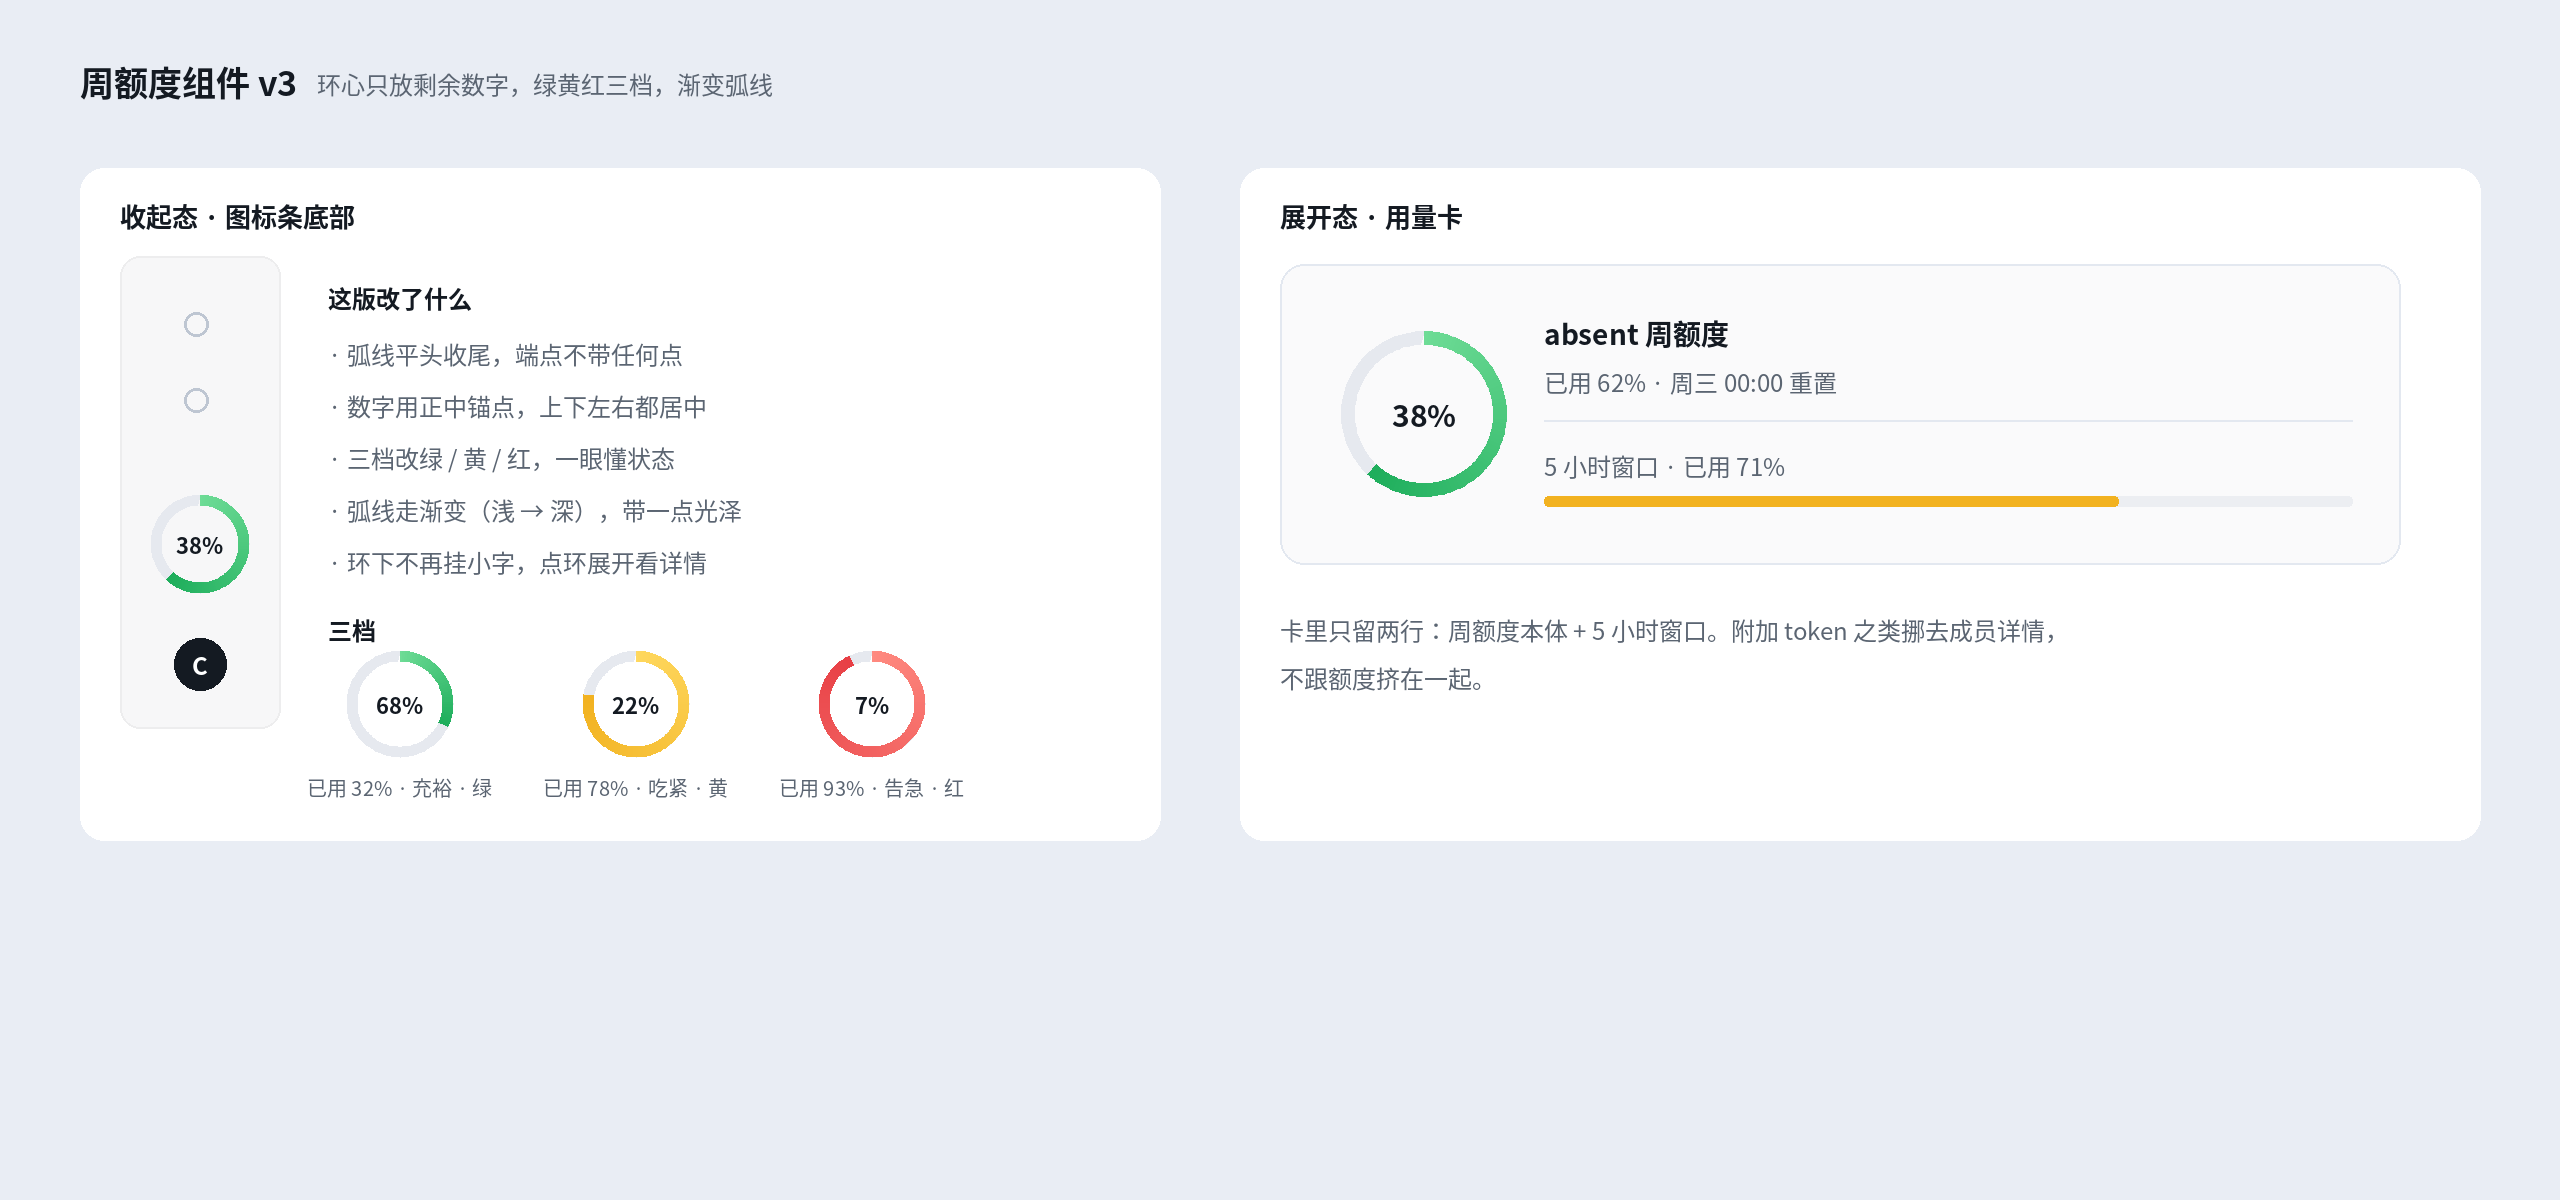 周额度组件 v3 环心只放剩余数字，绿黄红三档，渐变弧线
收起态 · 图标条底部
38%
C
这版改了什么
· 弧线平头收尾，端点不带任何点
· 数字用正中锚点，上下左右都居中
· 三档改绿 / 黄 / 红，一眼懂状态
· 弧线走渐变（浅 → 深），带一点光泽
· 环下不再挂小字，点环展开看详情
三档
68% 22% 7%
已用 32% · 充裕 · 绿 已用 78% · 吃紧 · 黄 已用 93% · 告急 · 红
展开态 · 用量卡
38%
absent 周额度
已用 62% · 周三 00:00 重置
5 小时窗口 · 已用 71%
卡里只留两行：周额度本体 + 5 小时窗口。附加 token 之类挪去成员详情，
不跟额度挤在一起。